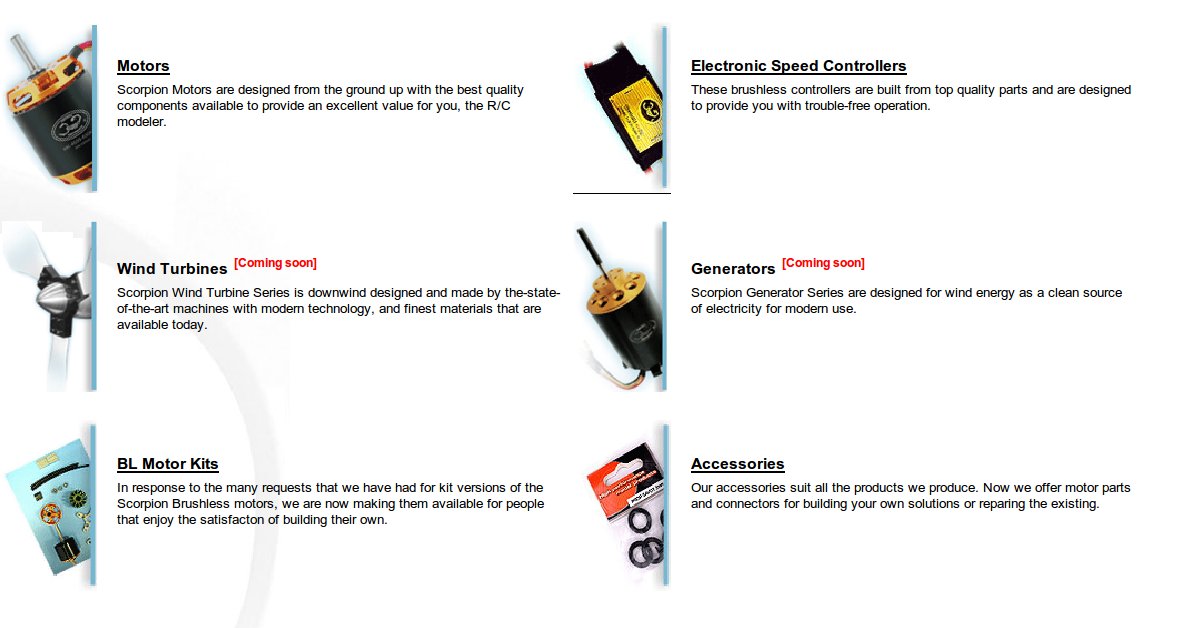 Motors
Scorpion Motors are designed from the ground up with the best quality
components available to provide an excellent value for you, the R/C
modeler.
Electronic Speed Controllers
These brushless controllers are built from top quality parts and are designed
to provide you with trouble-free operation.
Wind Turbines [Coming soon]
Scorpion Wind Turbine Series is downwind designed and made by the-state-
of-the-art machines with modern technology, and finest materials that are
available today.
Generators [Coming soon]
Scorpion Generator Series are designed for wind energy as a clean source
of electricity for modern use.
BL Motor Kits
In response to the many requests that we have had for kit versions of the
Scorpion Brushless motors, we are now making them available for people
that enjoy the satisfacton of building their own.
Accessories
Our accessories suit all the products we produce. Now we offer motor parts
and connectors for building your own solutions or reparing the existing.